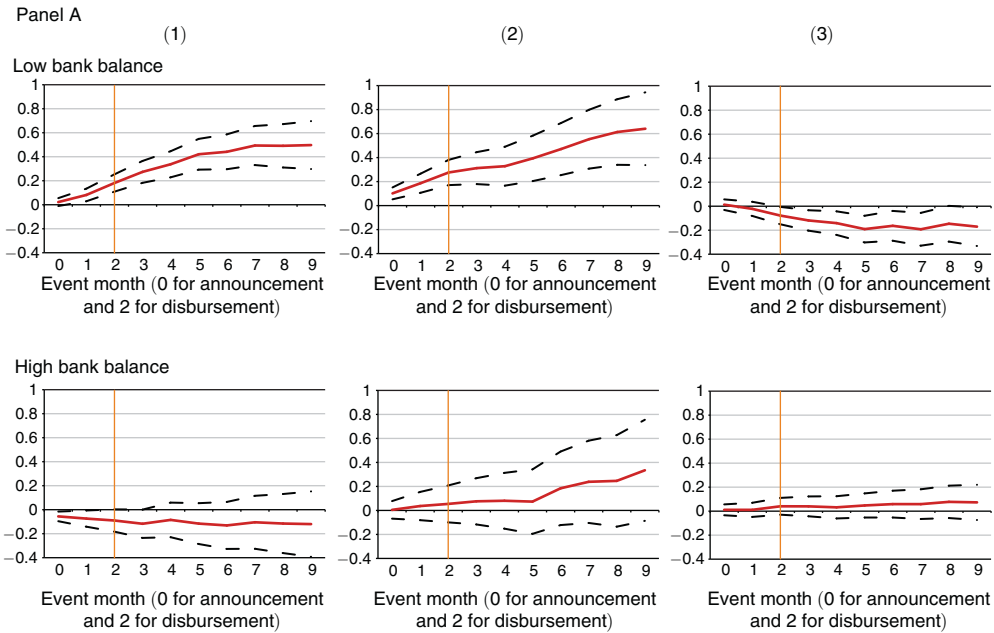 Panel A
(1) (2) (3)
Low bank balance
1 1 1
0.8 0.8 0.8
0.6 0.6 0.6
0.4 0.4 0.4
0.2 0.2 0.2
0 0 0
−0.2 −0.2 −0.2
−0.4 −0.4 −0.4
0 1 2 3 4 5 6 7 8 9 0 1 2 3 4 5 6 7 8 9 0 1 2 3 4 5 6 7 8 9
Event month (0 for announcement Event month (0 for announcement Event month (0 for announcement
and 2 for disbursement) and 2 for disbursement) and 2 for disbursement)
High bank balance
1 1 1
0.8 0.8 0.8
0.6 0.6 0.6
0.4 0.4 0.4
0.2 0.2 0.2
0 0 0
−0.2 −0.2 −0.2
−0.4 −0.4 −0.4
0 1 2 3 4 5 6 7 8 9 0 1 2 3 4 5 6 7 8 9 0 1 2 3 4 5 6 7 8 9
Event month (0 for announcement Event month (0 for announcement Event month (0 for announcement
and 2 for disbursement) and 2 for disbursement) and 2 for disbursement)